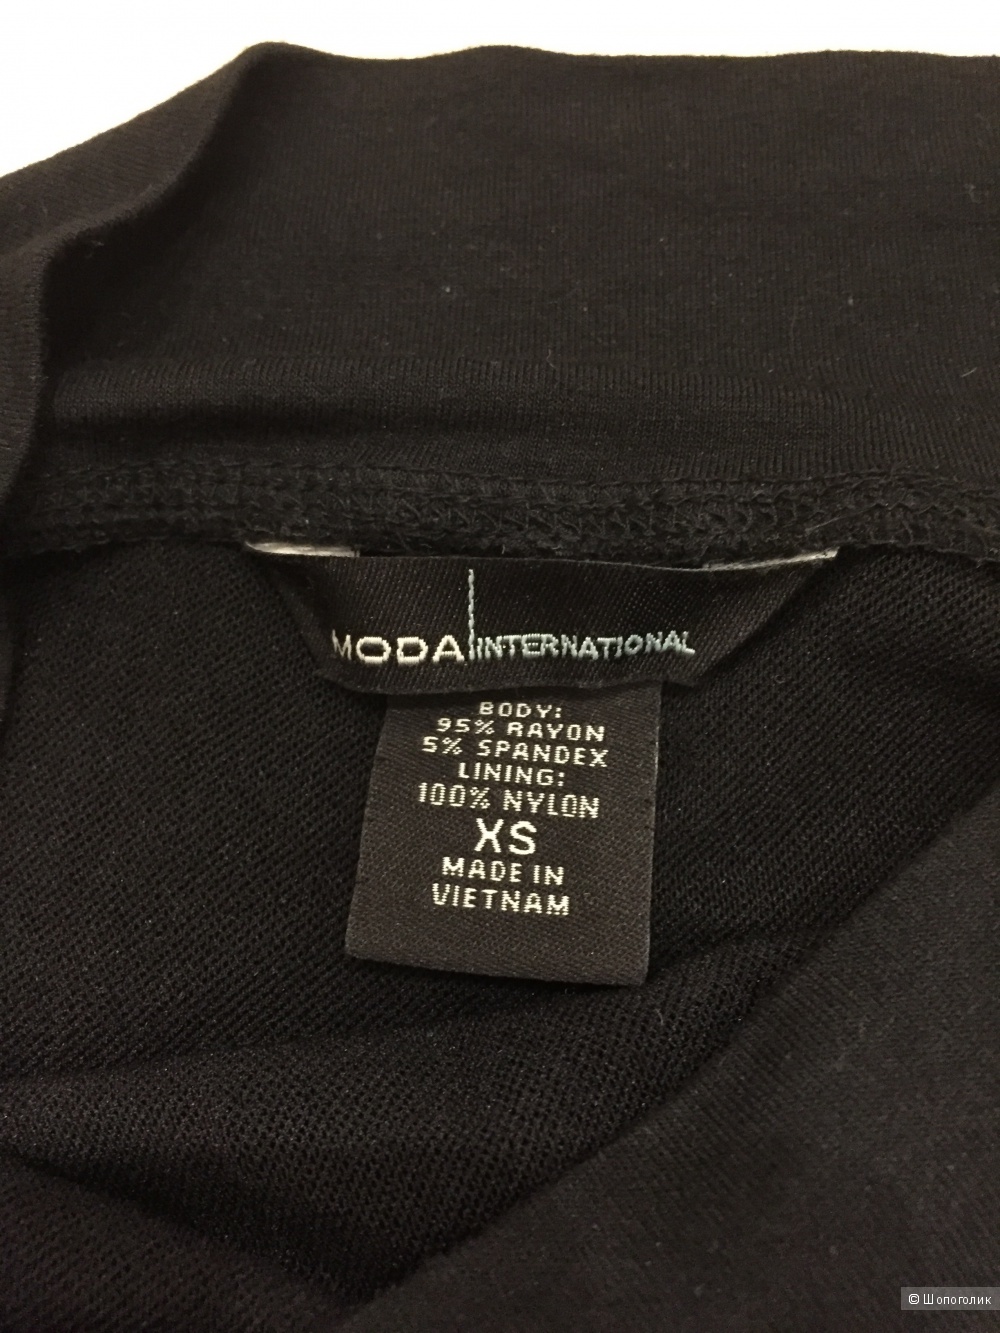 MODA INTERNATIONAL
BODY:
95% RAYON
5% SPANDEX
LINING:
100% NYLON
XS
MADE IN
VIETNAM
© Шопоголик